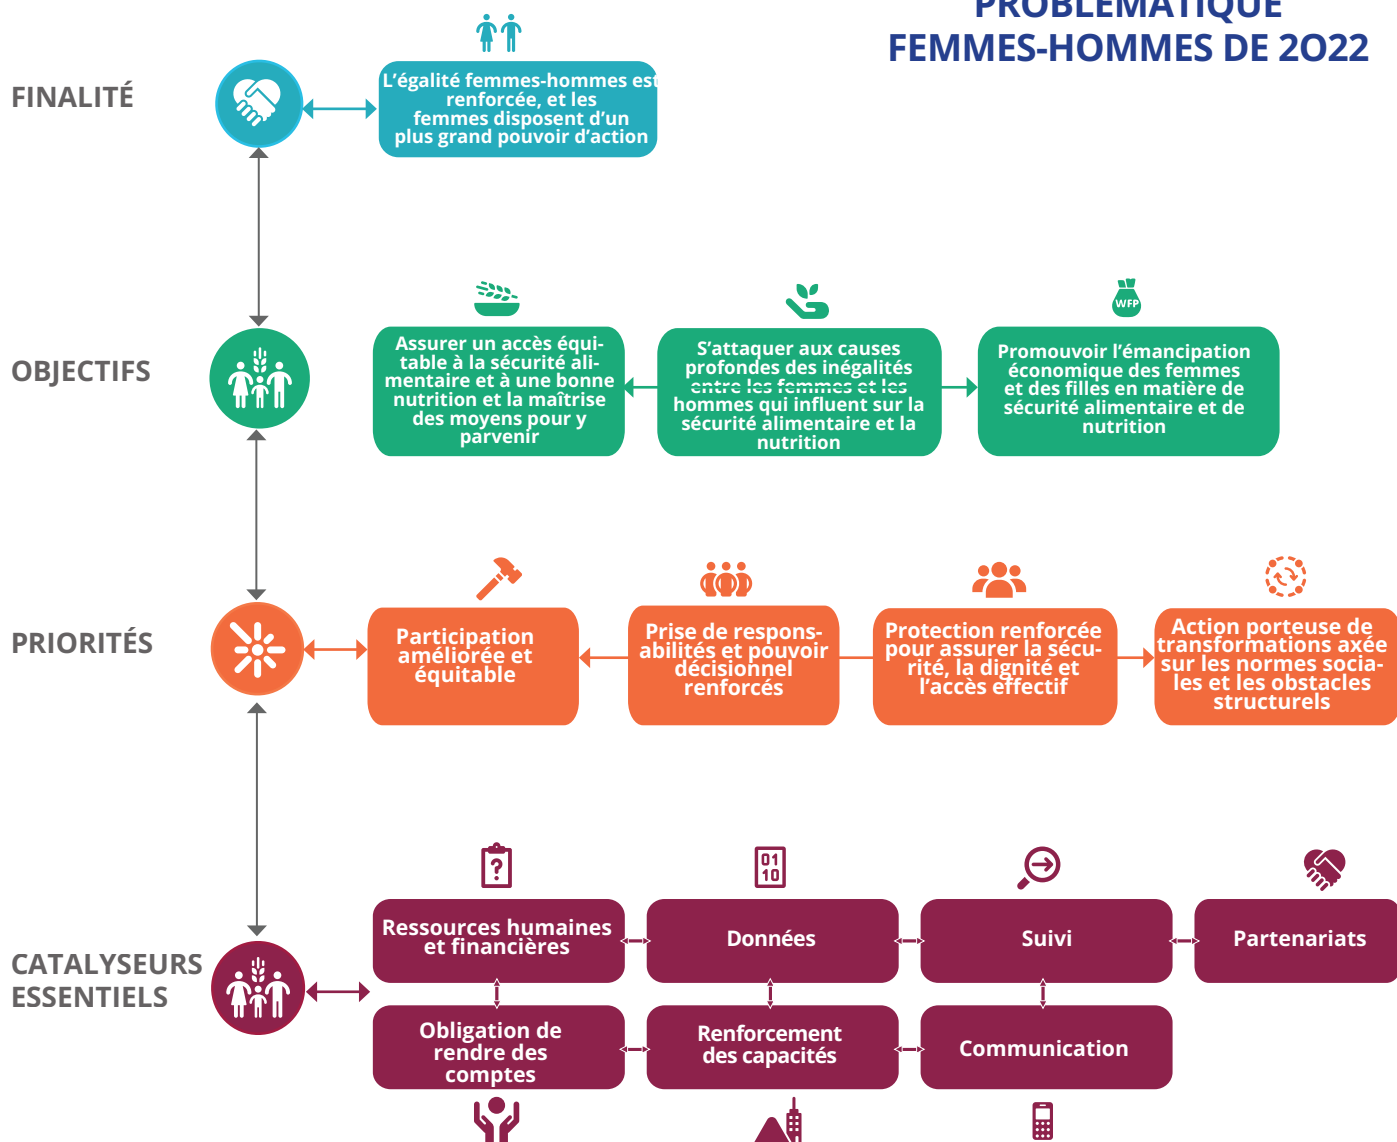 PROBLÉMATIQUE
FEMMES-HOMMES DE 2022
FINALITÉ
L’égalité femmes-hommes est
renforcée, et les
femmes disposent d’un
plus grand pouvoir d’action
OBJECTIFS
Assurer un accès équi-
table à la sécurité ali-
mentaire et à une bonne
nutrition et la maîtrise
des moyens pour y
parvenir
S’attaquer aux causes
profondes des inégalités
entre les femmes et les
hommes qui influent sur la
sécurité alimentaire et la
nutrition
WFP
Promouvoir l’émancipation
économique des femmes
et des filles en matière de
sécurité alimentaire et de
nutrition
PRIORITÉS
Participation
améliorée et
équitable
Prise de respons-
abilités et pouvoir
décisionnel
renforcés
Protection renforcée
pour assurer la sécu-
rité, la dignité et
l’accès effectif
Action porteuse de
transformations axée
sur les normes socia-
les et les obstacles
structurels
CATALYSEURS
ESSENTIELS
?
Ressources humaines
et financières
01
10
Données
Suivi
Partenariats
Obligation de
rendre des
comptes
Renforcement
des capacités
Communication